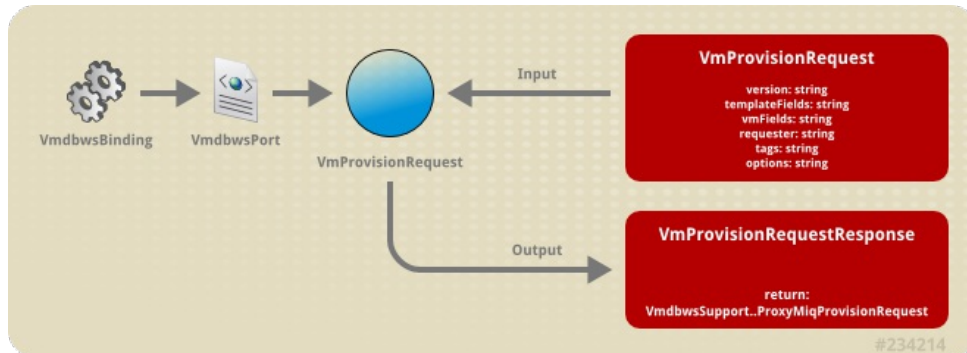 VmdbwsBinding
VmdbwsPort
VmProvisionRequest
Input
VmProvisionRequest
version: string
templateFields: string
vmFields: string
requester: string
tags: string
options: string
Output
VmProvisionRequestResponse
return:
VmdbwsSupport..ProxyMiqProvisionRequest
#234214